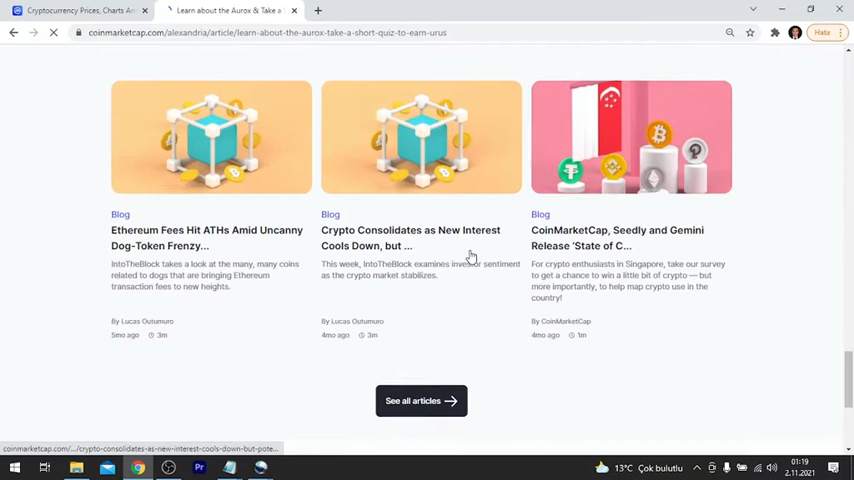 Cryptocurrency Prices, Charts An
Learn about the Aurox & Take a
coinmarketcap.com/alexandria/article/learn-about-the-aurox-take-a-short-quiz-to-earn-urus
Hata
Blog
Ethereum Fees Hit ATHs Amid Uncanny
Dog-Token Frenzy...
IntoTheBlock takes a look at the many, many coins
related to dogs that are bringing Ethereum
transaction fees to new heights.
By Lucas Outumuro
5mo ago 3m
Blog
Crypto Consolidates as New Interest
Cools Down, but ...
This week, IntoTheBlock examines investor sentiment
as the crypto market stabilizes.
By Lucas Outumuro
4mo ago 3m
Blog
CoinMarketCap, Seedly and Gemini
Release ‘State of C...
For crypto enthusiasts in Singapore, take our survey
to get a chance to win a little bit of crypto — but
more importantly, to help map crypto use in the
country!
By CoinMarketCap
4mo ago 1m
See all articles
coinmarketcap.com/.../crypto-consolidates-as-new-interest-cools-down-but-pote...
Pr
13°C Çok bulutlu
01:19
2.11.2021